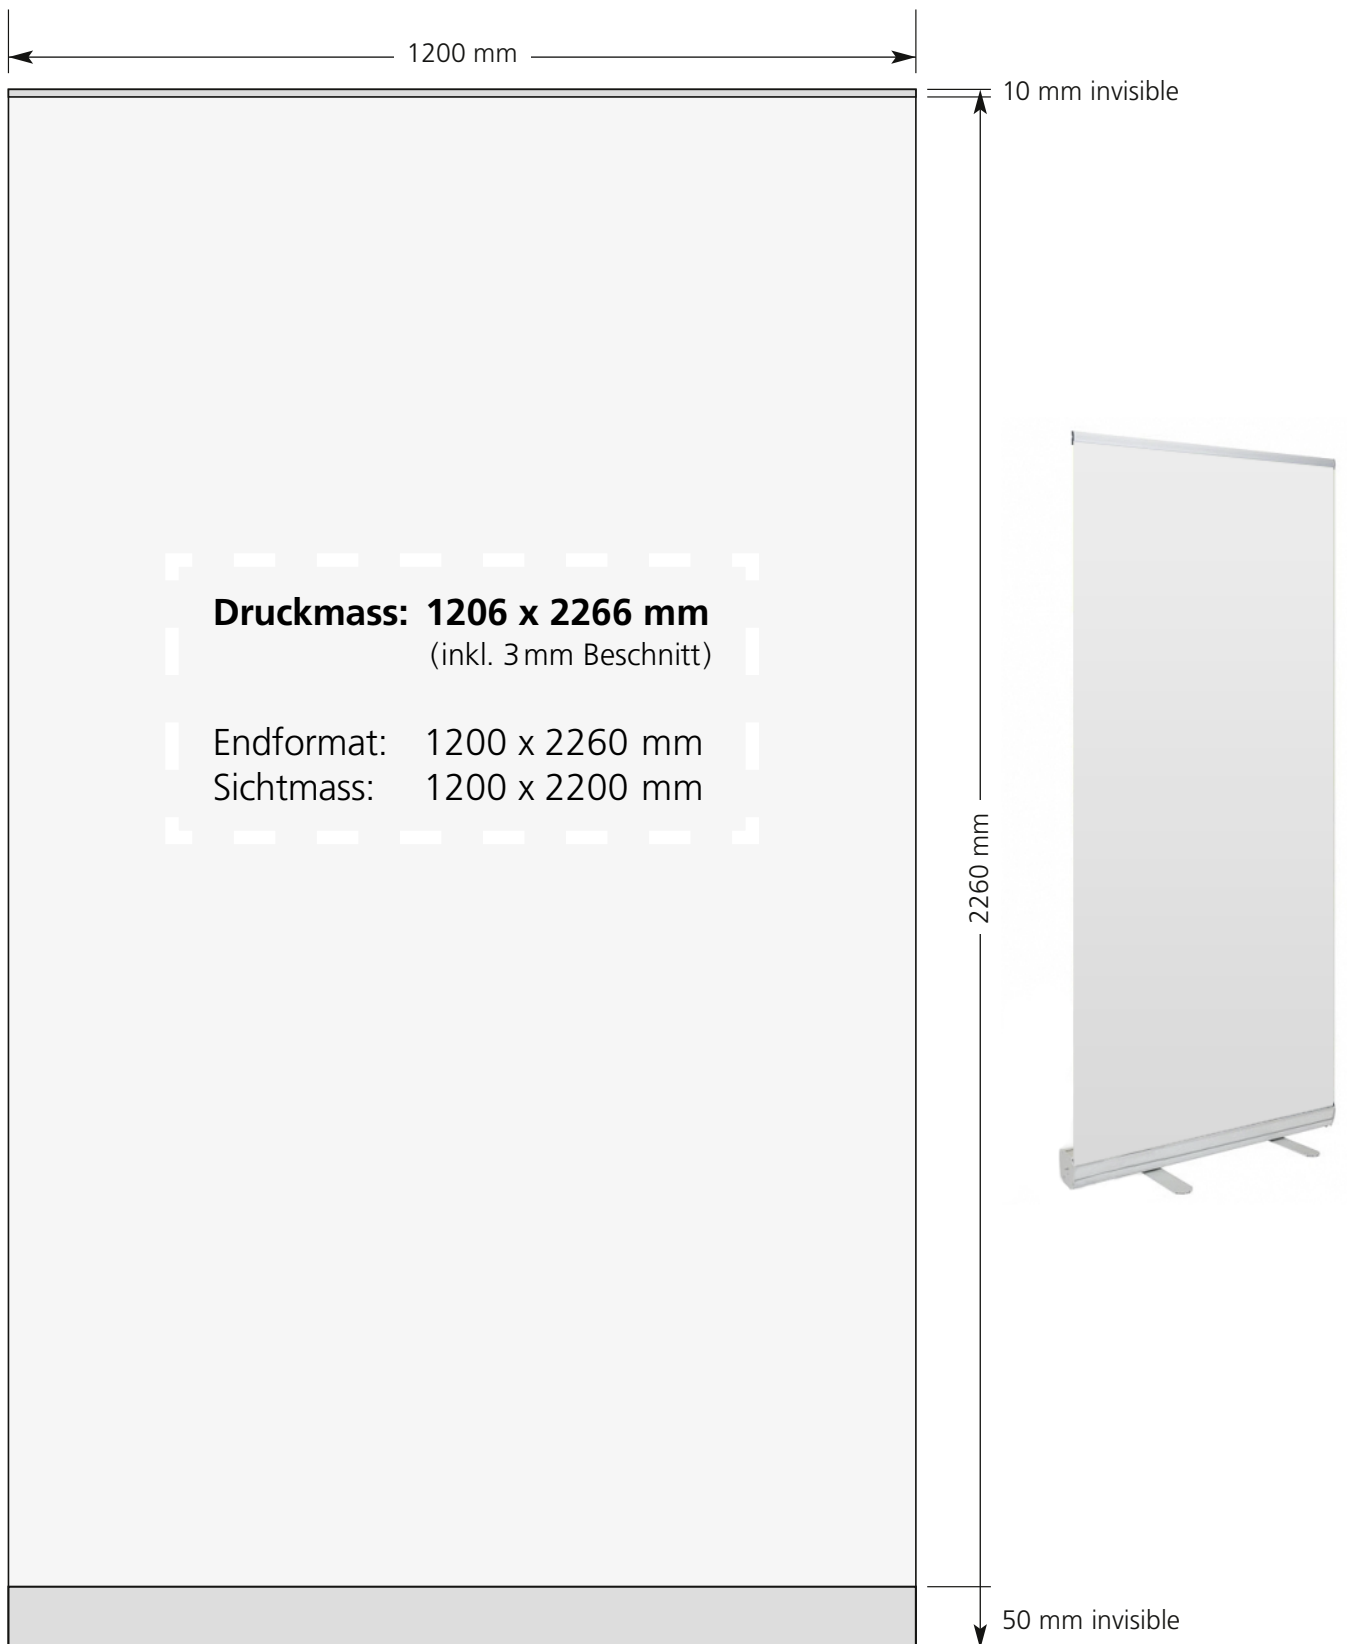 1200 mm
10 mm invisible
Druckmass: 1206 x 2266 mm
(inkl. 3 mm Beschnitt)
Endformat: 1200 x 2260 mm
Sichtmass: 1200 x 2200 mm
2260 mm
50 mm invisible